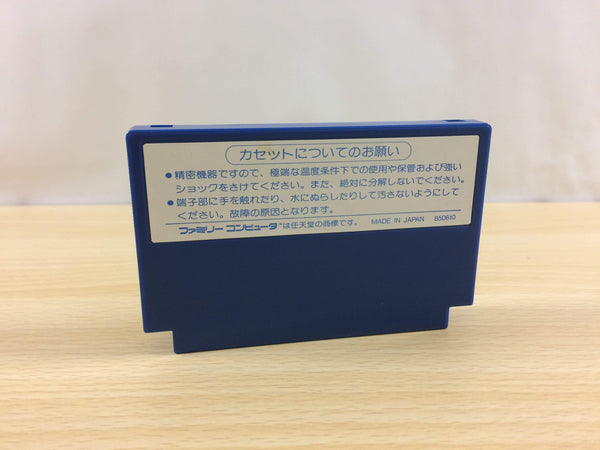 カセットについてのお願い
●精密機器ですので、極端な温度条件下での使用や保管および強い
ショックをさけてください。また、絶対に分解しないでください。
●端子部に手を触れたり、水にぬらしたりして汚さないようにして
ください。故障の原因となります。
ファミリー コンピュータ™は任天堂の商標です。 MADE IN JAPAN 850610